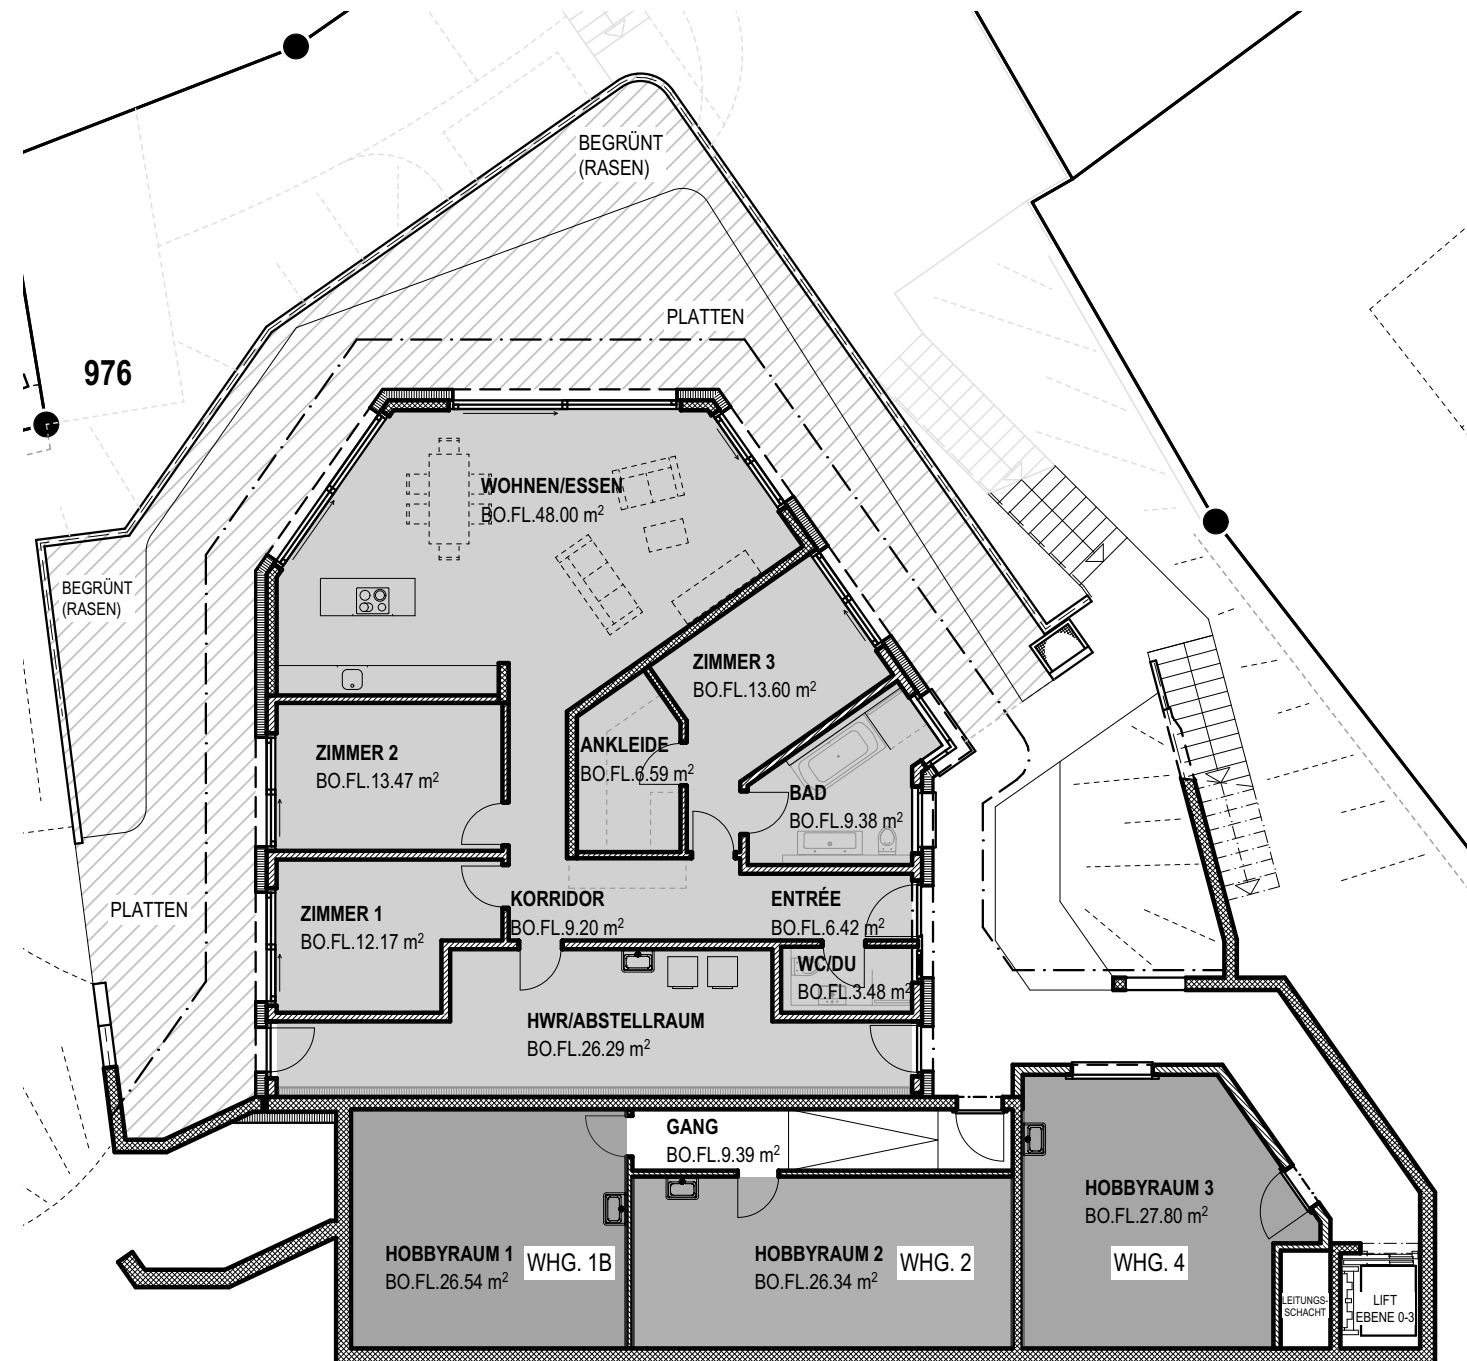 BEGRÜNT
(RASEN)
PLATTEN
976
WOHNEN/ESSEN
BO.FL.48.00 m²
BEGRÜNT
(RASEN)
ZIMMER 3
BO.FL.13.60 m²
ZIMMER 2
BO.FL.13.47 m²
ANKLEIDE
BO.FL.6.59 m²
BAD
BO.FL.9.38 m²
PLATTEN
ZIMMER 1
BO.FL.12.17 m²
KORRIDOR
BO.FL.9.20 m²
ENTRÉE
BO.FL.6.42 m²
WC/DU
BO.FL.3.48 m²
HWR/ABSTELLRAUM
BO.FL.26.29 m²
GANG
BO.FL.9.39 m²
HOBBYRAUM 3
BO.FL.27.80 m²
WHG. 4
HOBBYRAUM 1
BO.FL.26.54 m²
WHG. 1B
HOBBYRAUM 2
BO.FL.26.34 m²
WHG. 2
LEITUNGS-
SCHACHT
LIFT
EBENE 0-3